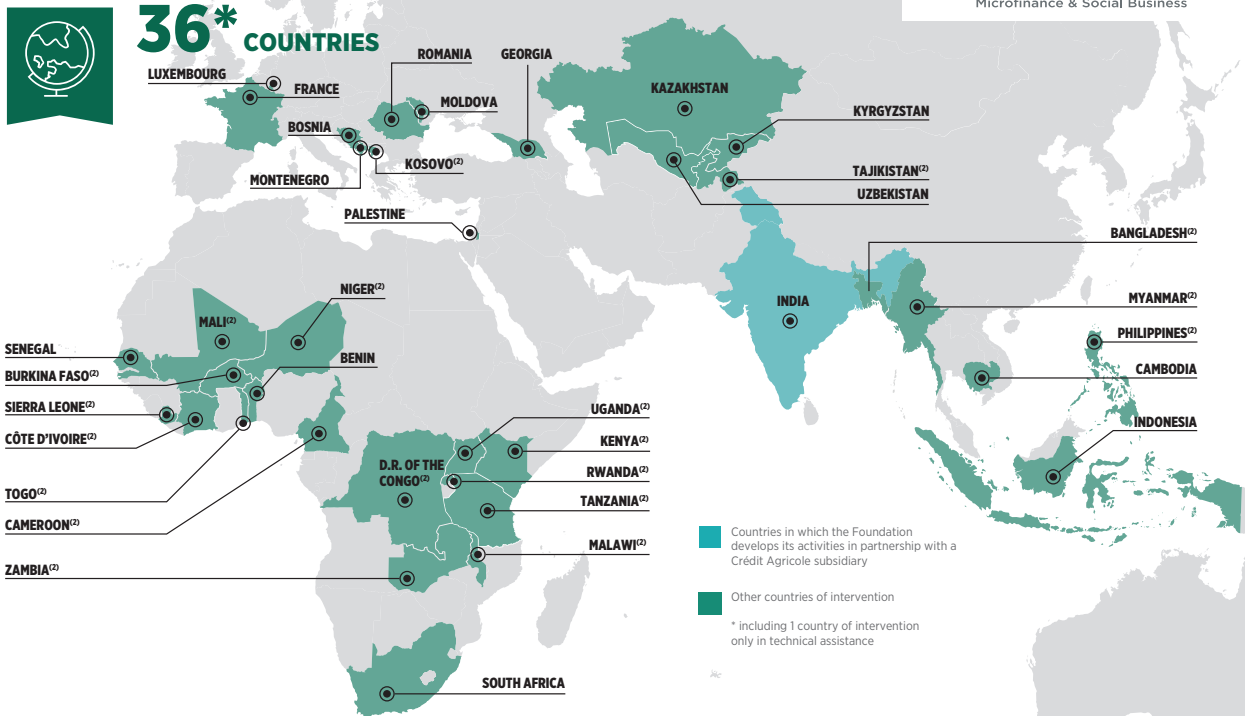 Microfinance & Social Business
36* COUNTRIES
LUXEMBOURG
FRANCE
ROMANIA
GEORGIA
MOLDOVA
BOSNIA
KOSOVO(2)
MONTENEGRO
PALESTINE
KAZAKHSTAN
KYRGYZSTAN
TAJIKISTAN(2)
UZBEKISTAN
BANGLADESH(2)
INDIA
MYANMAR(2)
PHILIPPINES(2)
CAMBODIA
INDONESIA
NIGER(2)
MALI(2)
SENEGAL
BENIN
BURKINA FASO(2)
SIERRA LEONE(2)
CÔTE D'IVOIRE(2)
TOGO(2)
CAMEROON(2)
ZAMBIA(2)
UGANDA(2)
KENYA(2)
D.R. OF THE
CONGO(2)
RWANDA(2)
TANZANIA(2)
MALAWI(2)
SOUTH AFRICA
Countries in which the Foundation
develops its activities in partnership with a
Crédit Agricole subsidiary
Other countries of intervention
* including 1 country of intervention
only in technical assistance